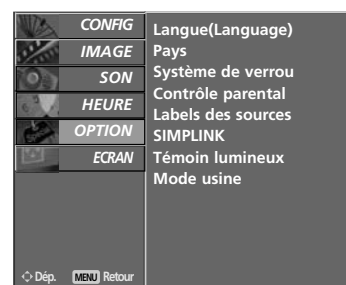 CONFIG
IMAGE
SON
HEURE
OPTION
ECRAN
Dép. MENU Retour
Langue(Language)
Pays
Système de verrou
Contrôle parental
Labels des sources
SIMPLINK
Témoin lumineux
Mode usine